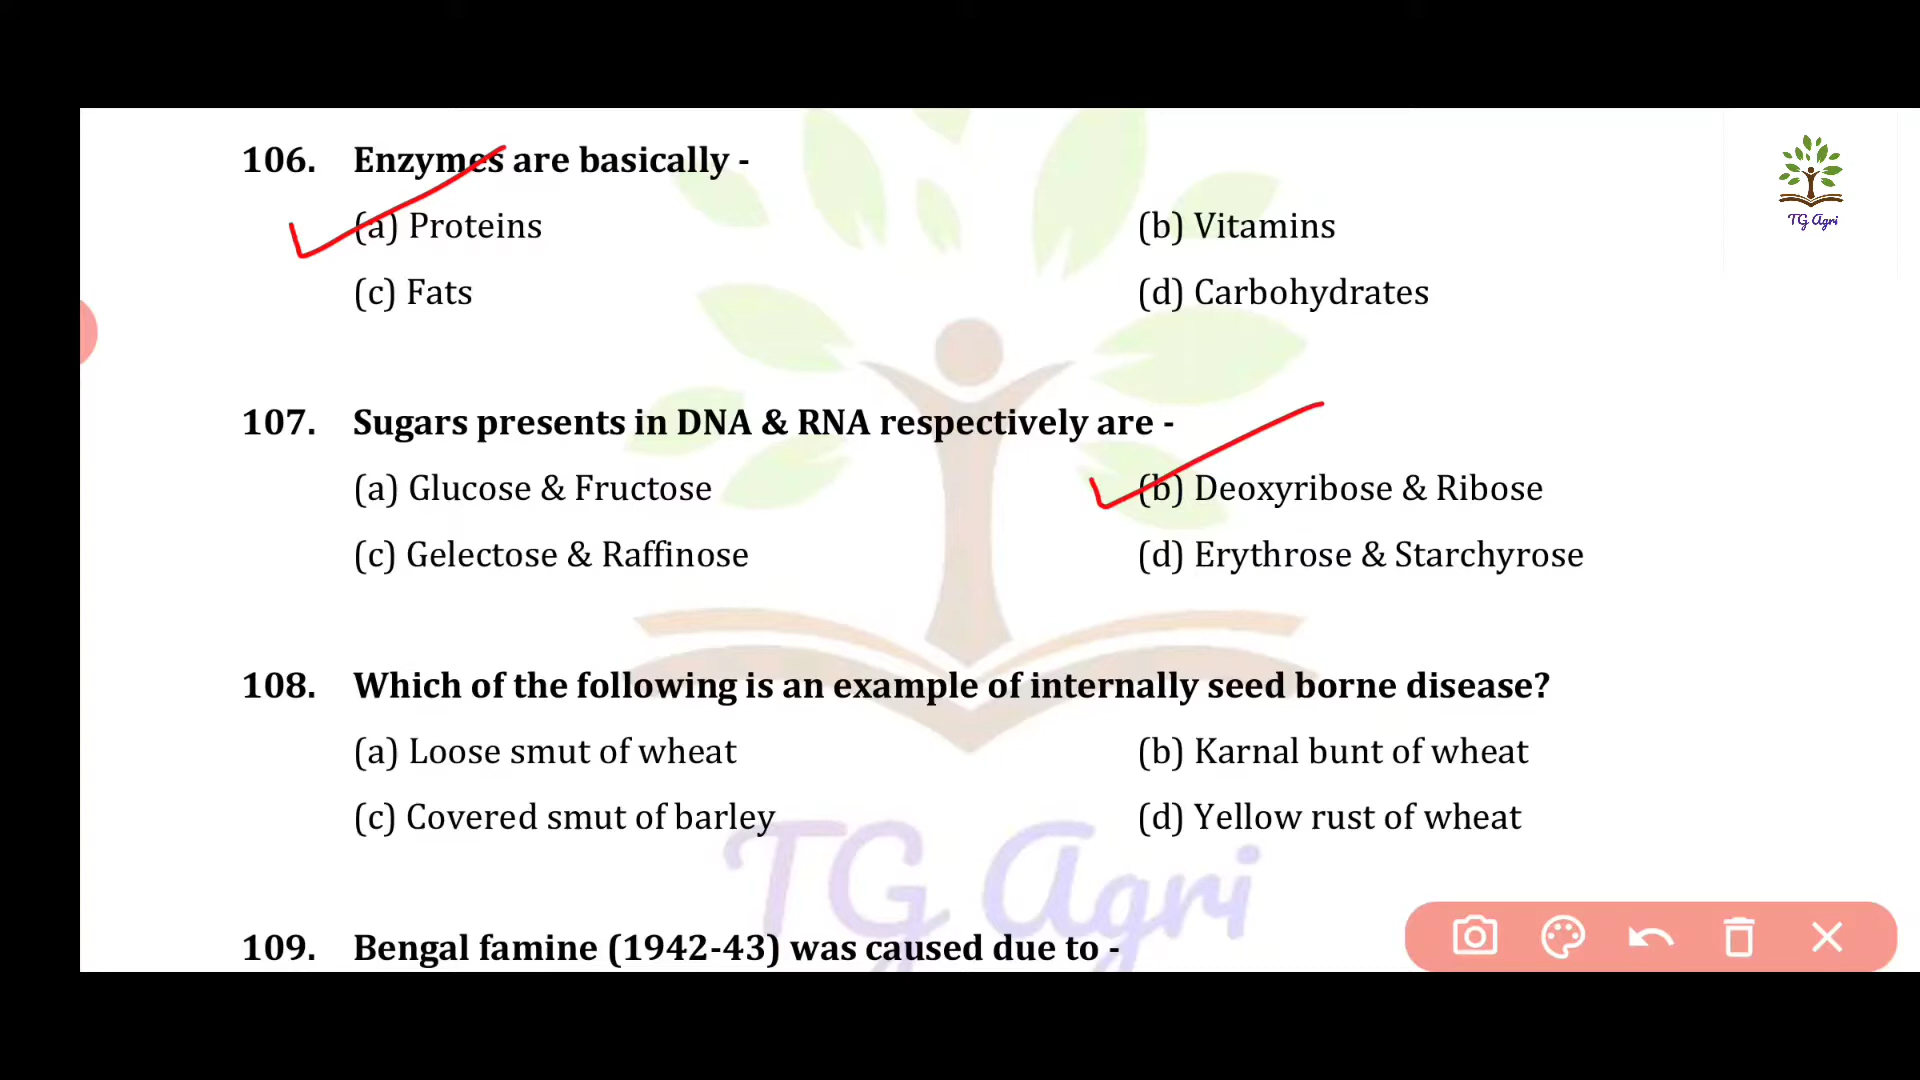 TG Agri
106. Enzymes are basically -
(a) Proteins (b) Vitamins
(c) Fats (d) Carbohydrates
107. Sugars presents in DNA & RNA respectively are -
(a) Glucose & Fructose (b) Deoxyribose & Ribose
(c) Gelectose & Raffinose (d) Erythrose & Starchyrose
108. Which of the following is an example of internally seed borne disease?
(a) Loose smut of wheat (b) Karnal bunt of wheat
(c) Covered smut of barley (d) Yellow rust of wheat
TG Agri
109. Bengal famine (1942-43) was caused due to -